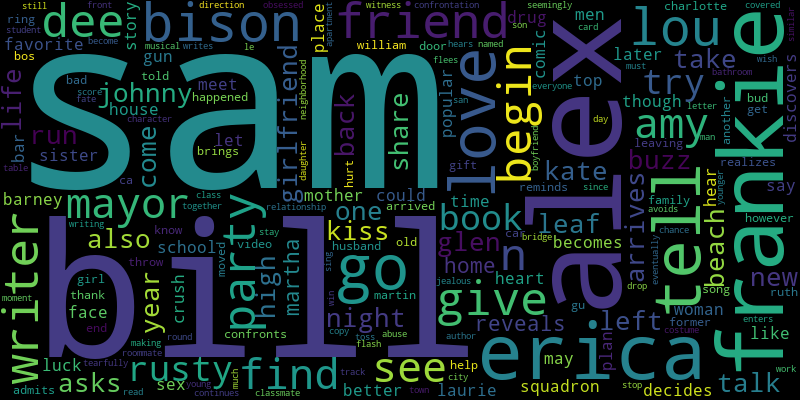 sam
bill
alex
frankie
erica
lou
friend
bison
dee
mayor
writer
party
go
find
see
give
tell
love
begin
try
take
amy
talk
rusty
asks
book
n
kiss
night
one
back
share
girlfriend
johnny
come
run
life
also
year
high
martha
school
house
favorite
story
gun
meet
let
brings
sister
bar
bad
told
happened
place
william
door
mother
could
hurt
popular
time
glen
home
heart
reveals
becomes
leaf
kate
buzz
arrives
left
may
squadron
decides
laurie
better
help
city
luck
face
thank
girl
crush
throw
know
video
husband
old
arrived
martin
abuse
confronts
flash
copy
toss
sing
win
admits
sex
read
roommate
tearfully
making
moment
writing
end
together
class
relationship
stay
moved
round
young
continues
classmate
much
track
town
author
jealous
bridge
car
reminds
since
gift
comic
drug
men
top
later
though
card
everyone
named
son
hears
flees
san
boyfriend
day
witness
confrontation
seemingly
direction
obsessed
similar
charlotte
covered
wish
discovers
bud
get
another
letter
must
bathroom
man
leaving
realizes
say
hear
family
avoids
younger
beach
however
new
chance
song
ruth
woman
former
enters
costume
like
work
plan
drop
eventually
stop
gu
barney
ca
still
front
ring
student
become
musical
writes
le
bos
score
fate
character
neighborhood
daughter
apartment